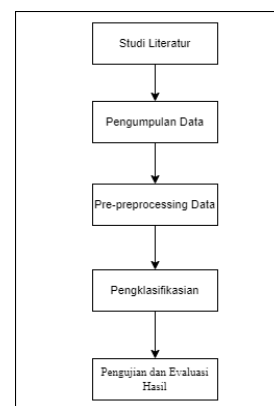 Studi Literatur
Pengumpulan Data
Pre-preprocessing Data
Pengklasifikasian
Pengujian dan Evaluasi
Hasil